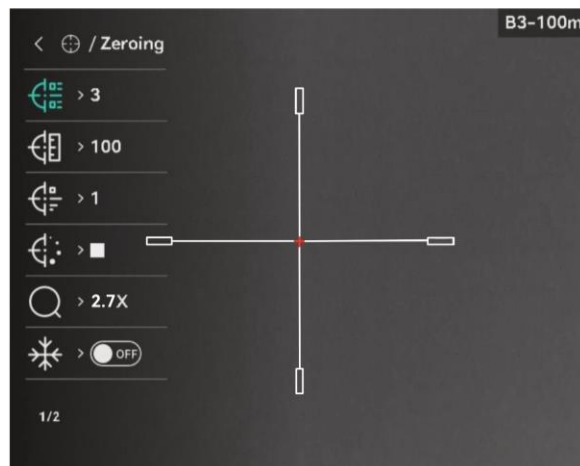 B3-100m
/ Zeroing
> 3
> 100
> 1
>
> 2.7X
> OFF
1/2